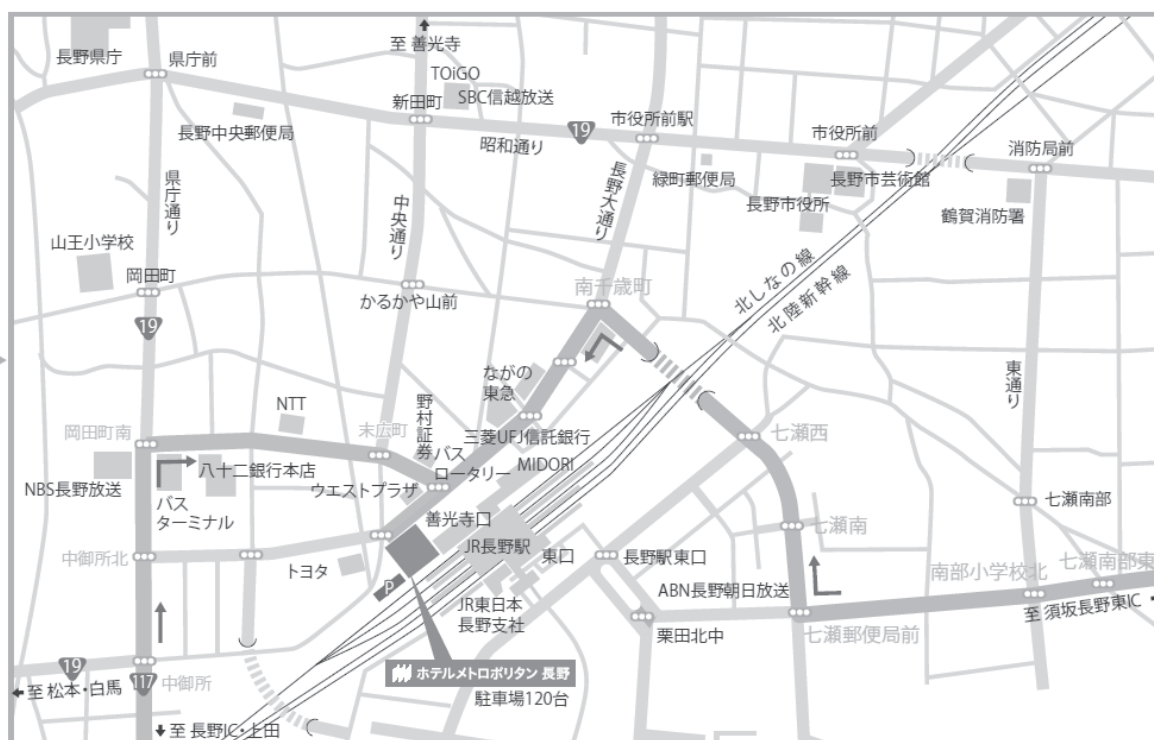 至 善光寺
長野県庁
県庁前
TOiGO
SBC信越放送
新田町
長野中央郵便局
昭和通り
19
市役所前駅
市役所前
消防局前
緑町郵便局
長野市芸術館
長野市役所
鶴賀消防署
県庁通り
中央通り
長野大通り
山王小学校
岡田町
かるかや山前
南千歳町
北しなの線
北陸新幹線
19
東通り
ながの
東急
NTT
野村証券
岡田町南
末広町
三菱UFJ信託銀行
七瀬西
バス
ロータリー
MIDORI
八十二銀行本店
NBS長野放送
ウエストプラザ
バス
ターミナル
七瀬南部
善光寺口
七瀬南
JR長野駅
東口
長野駅東口
中御所北
トヨタ
P
ABN長野朝日放送
南部小学校北
七瀬南部東
JR東日本
長野支社
至 須坂長野東IC
栗田北中
七瀬郵便局前
ホテルメトロポリタン 長野
駐車場120台
19
至 松本・白馬
117
中御所
至 長野IC・上田